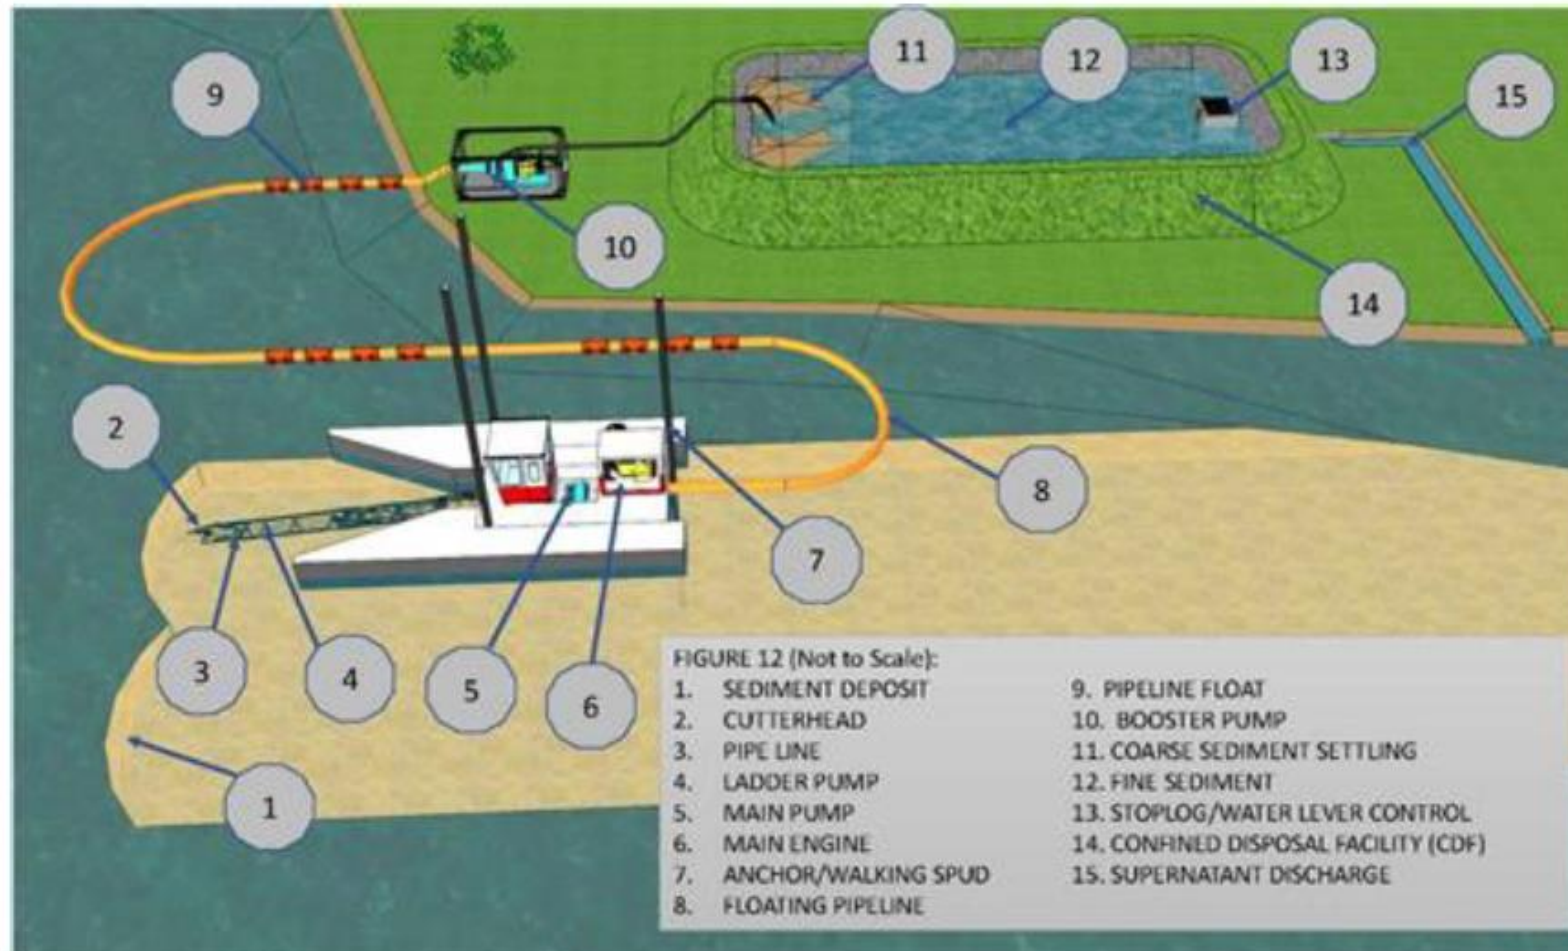 9
11
12
13
15
10
14
2
8
7
3
4
5
6
1
FIGURE 12 (Not to Scale):
1. SEDIMENT DEPOSIT
2. CUTTERHEAD
3. PIPE LINE
4. LADDER PUMP
5. MAIN PUMP
6. MAIN ENGINE
7. ANCHOR/WALKING SPUD
8. FLOATING PIPELINE
9. PIPELINE FLOAT
10. BOOSTER PUMP
11. COARSE SEDIMENT SETTLING
12. FINE SEDIMENT
13. STOPLOG/WATER LEVER CONTROL
14. CONFINED DISPOSAL FACILITY (CDF)
15. SUPERNATANT DISCHARGE